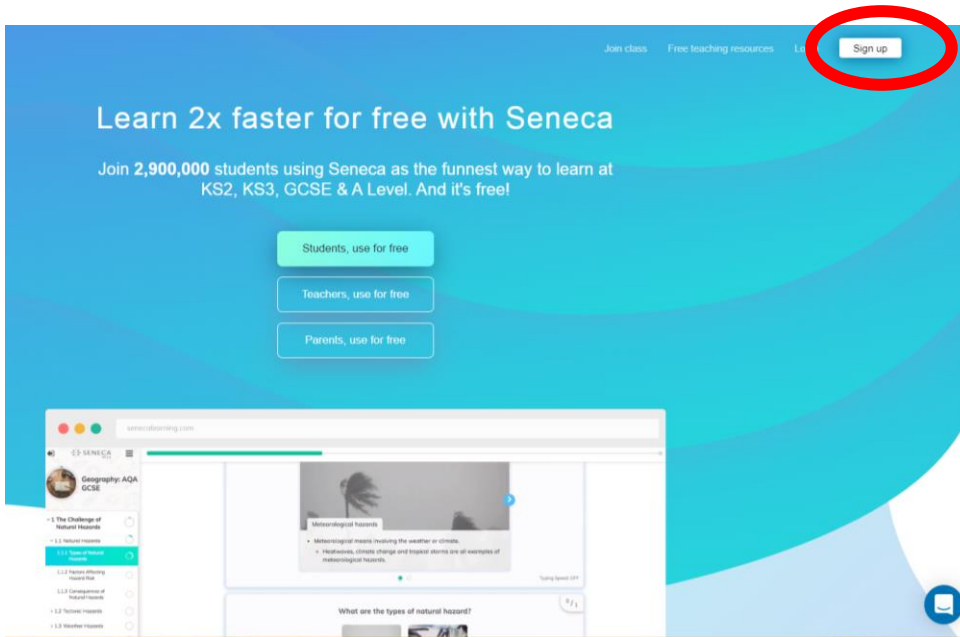 Join class Free teaching resources Sign up
Learn 2x faster for free with Seneca
Join 2,900,000 students using Seneca as the funnest way to learn at
KS2, KS3, GCSE & A Level. And it's free!
Students, use for free
Teachers, use for free
Parents, use for free
senecalearning.com
SENECA
Geography: AQA
GCSE
1 The Challenge of
Natural Hazards
1.1 Natural Hazards
1.1.1 Types of Natural
Hazards
1.1.2 Factors Affecting
Hazard Risk
1.1.3 Consequences of
Natural Hazards
1.2 Tectonic Hazards
1.3 Weather Hazards
Meteorological hazards
• Meteorological means involving the weather or climate.
• Heatwaves, climate change and tropical storms are all examples of
meteorological hazards.
Typing Speed: OFF
What are the types of natural hazard?
0/1